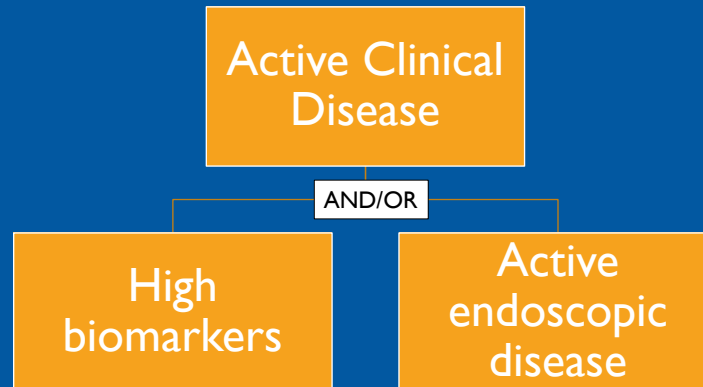 Active Clinical
Disease
AND/OR
High
biomarkers
Active
endoscopic
disease